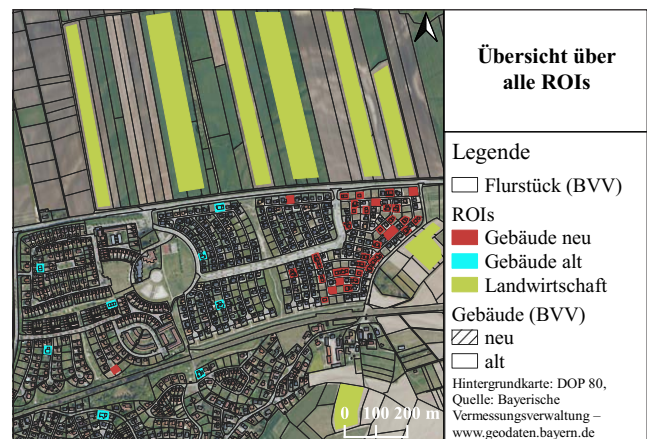 Übersicht über
alle ROIs
Legende
Flurstück (BVV)
ROIs
Gebäude neu
Gebäude alt
Landwirtschaft
Gebäude (BVV)
neu
alt
Hintergrundkarte: DOP 80,
Quelle: Bayerische
Vermessungsverwaltung –
www.geodaten.bayern.de
0 100 200 m